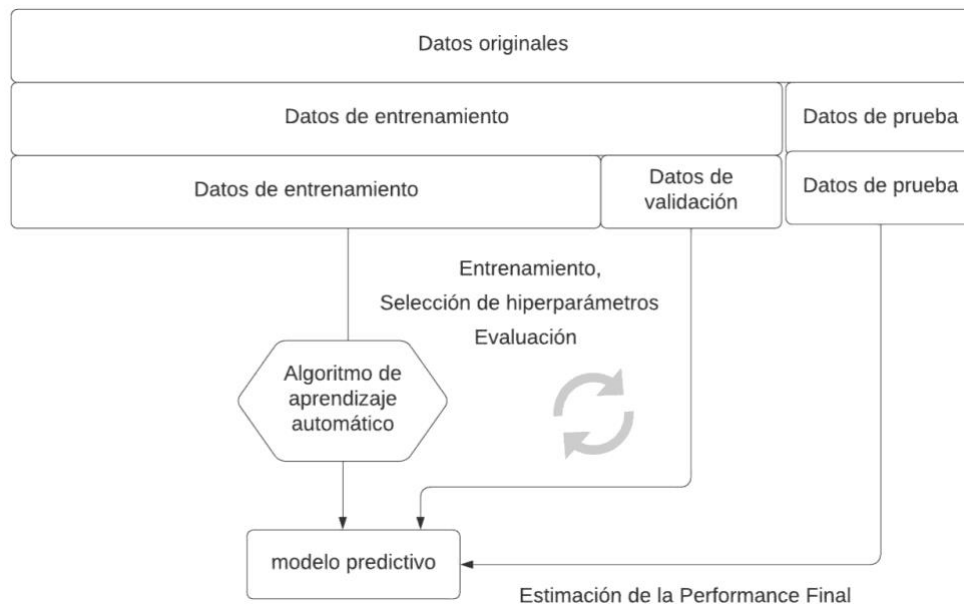 Datos originales
Datos de entrenamiento
Datos de prueba
Datos de entrenamiento
Datos de
validación
Datos de prueba
Entrenamiento,
Selección de hiperparámetros
Evaluación
Algoritmo de
aprendizaje
automático
modelo predictivo
Estimación de la Performance Final